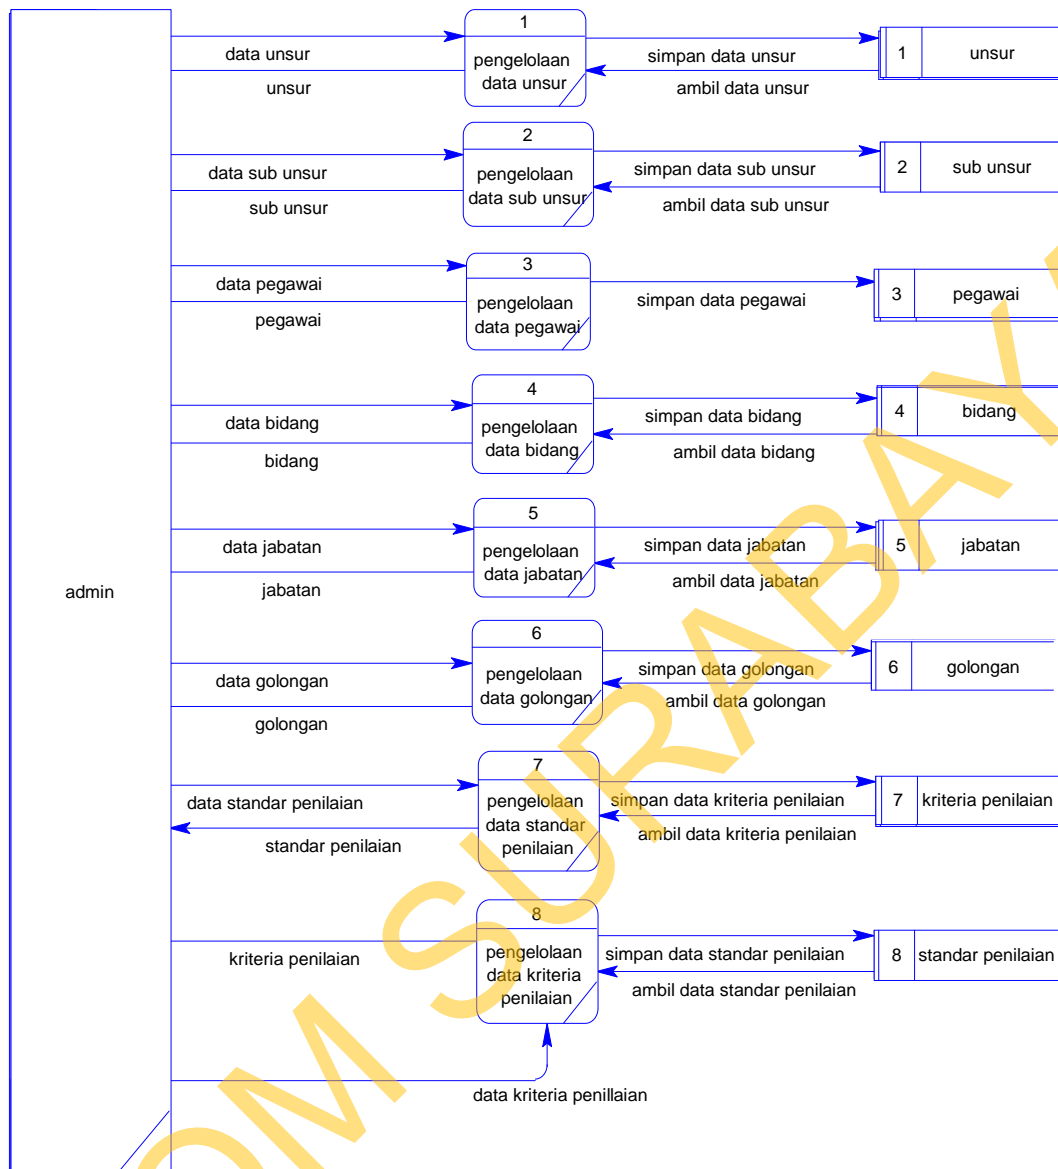 admin
data unsur
unsur
1
pengelolaan
data unsur
simpan data unsur
ambil data unsur
1
unsur
data sub unsur
sub unsur
2
pengelolaan
data sub unsur
simpan data sub unsur
ambil data sub unsur
2
sub unsur
data pegawai
pegawai
3
pengelolaan
data pegawai
simpan data pegawai
3
pegawai
data bidang
bidang
4
pengelolaan
data bidang
simpan data bidang
ambil data bidang
4
bidang
data jabatan
jabatan
5
pengelolaan
data jabatan
simpan data jabatan
ambil data jabatan
5
jabatan
data golongan
golongan
6
pengelolaan
data golongan
simpan data golongan
ambil data golongan
6
golongan
data standar penilaian
standar penilaian
7
pengelolaan
data standar
penilaian
simpan data kriteria penilaian
ambil data kriteria penilaian
7
kriteria penilaian
kriteria penilaian
8
pengelolaan
data kriteria
penilaian
simpan data standar penilaian
ambil data standar penilaian
8
standar penilaian
data kriteria penillaian
OM SURABAYA